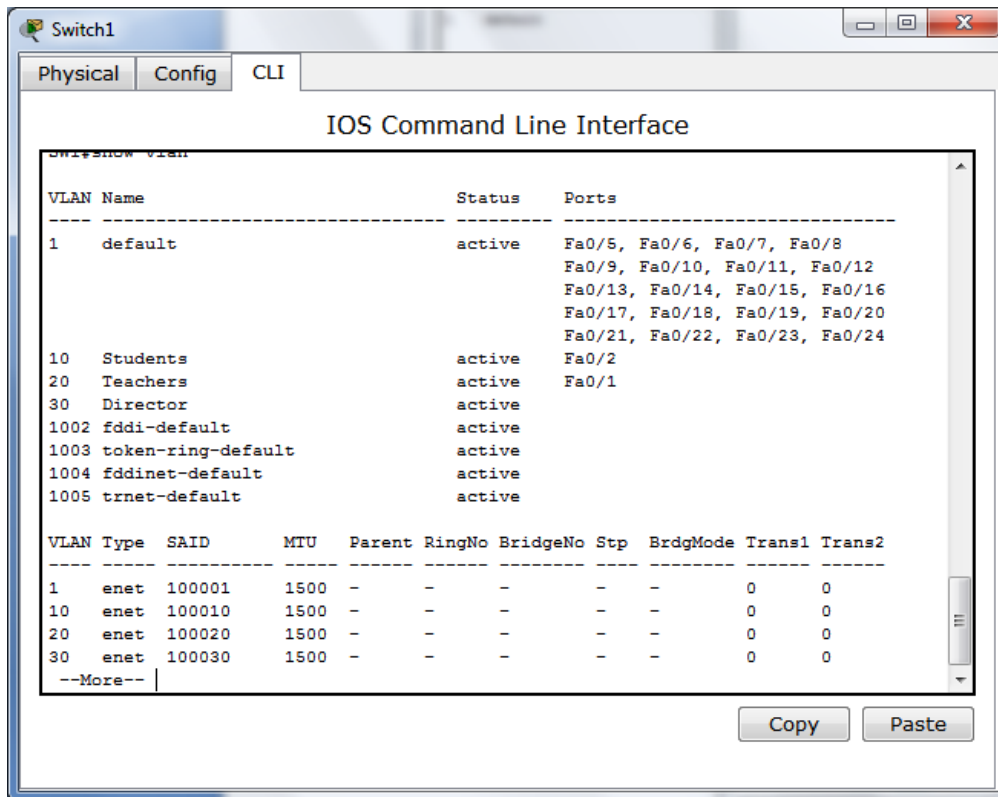 Switch1
Physical Config CLI
IOS Command Line Interface
SW1#show vlan
VLAN Name Status Ports
---- -------------------------------- --------- -------------------------------
1 default active Fa0/5, Fa0/6, Fa0/7, Fa0/8
Fa0/9, Fa0/10, Fa0/11, Fa0/12
Fa0/13, Fa0/14, Fa0/15, Fa0/16
Fa0/17, Fa0/18, Fa0/19, Fa0/20
Fa0/21, Fa0/22, Fa0/23, Fa0/24
10 Students active Fa0/2
20 Teachers active Fa0/1
30 Director active
1002 fddi-default active
1003 token-ring-default active
1004 fddinet-default active
1005 trnet-default active
VLAN Type SAID MTU Parent RingNo BridgeNo Stp BrdgMode Trans1 Trans2
---- ----- ---------- ----- ------ ------ -------- ---- -------- ------ ------
1 enet 100001 1500 - - - - - 0 0
10 enet 100010 1500 - - - - - 0 0
20 enet 100020 1500 - - - - - 0 0
30 enet 100030 1500 - - - - - 0 0
--More--
Copy Paste